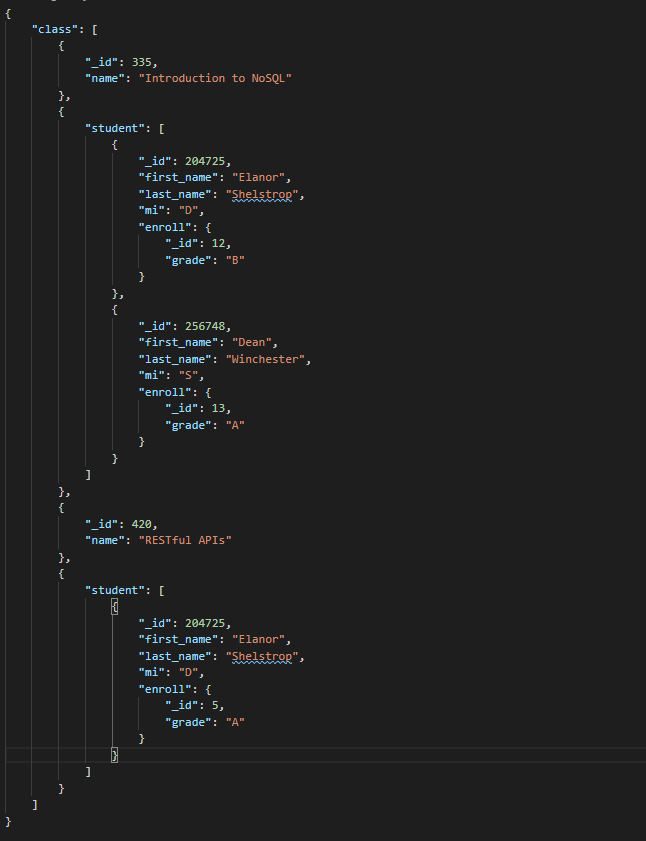 {
    "class": [
        {
            "_id": 335,
            "name": "Introduction to NoSQL"
        },
        {
            "student": [
                {
                    "_id": 204725,
                    "first_name": "Elanor",
                    "last_name": "Shelstrop",
                    "mi": "D",
                    "enroll": {
                        "_id": 12,
                        "grade": "B"
                    }
                },
                {
                    "_id": 256748,
                    "first_name": "Dean",
                    "last_name": "Winchester",
                    "mi": "S",
                    "enroll": {
                        "_id": 13,
                        "grade": "A"
                    }
                }
            ]
        },
        {
            "_id": 420,
            "name": "RESTful APIs"
        },
        {
            "student": [
                {
                    "_id": 204725,
                    "first_name": "Elanor",
                    "last_name": "Shelstrop",
                    "mi": "D",
                    "enroll": {
                        "_id": 5,
                        "grade": "A"
                    }
                }
            ]
        }
    ]
}